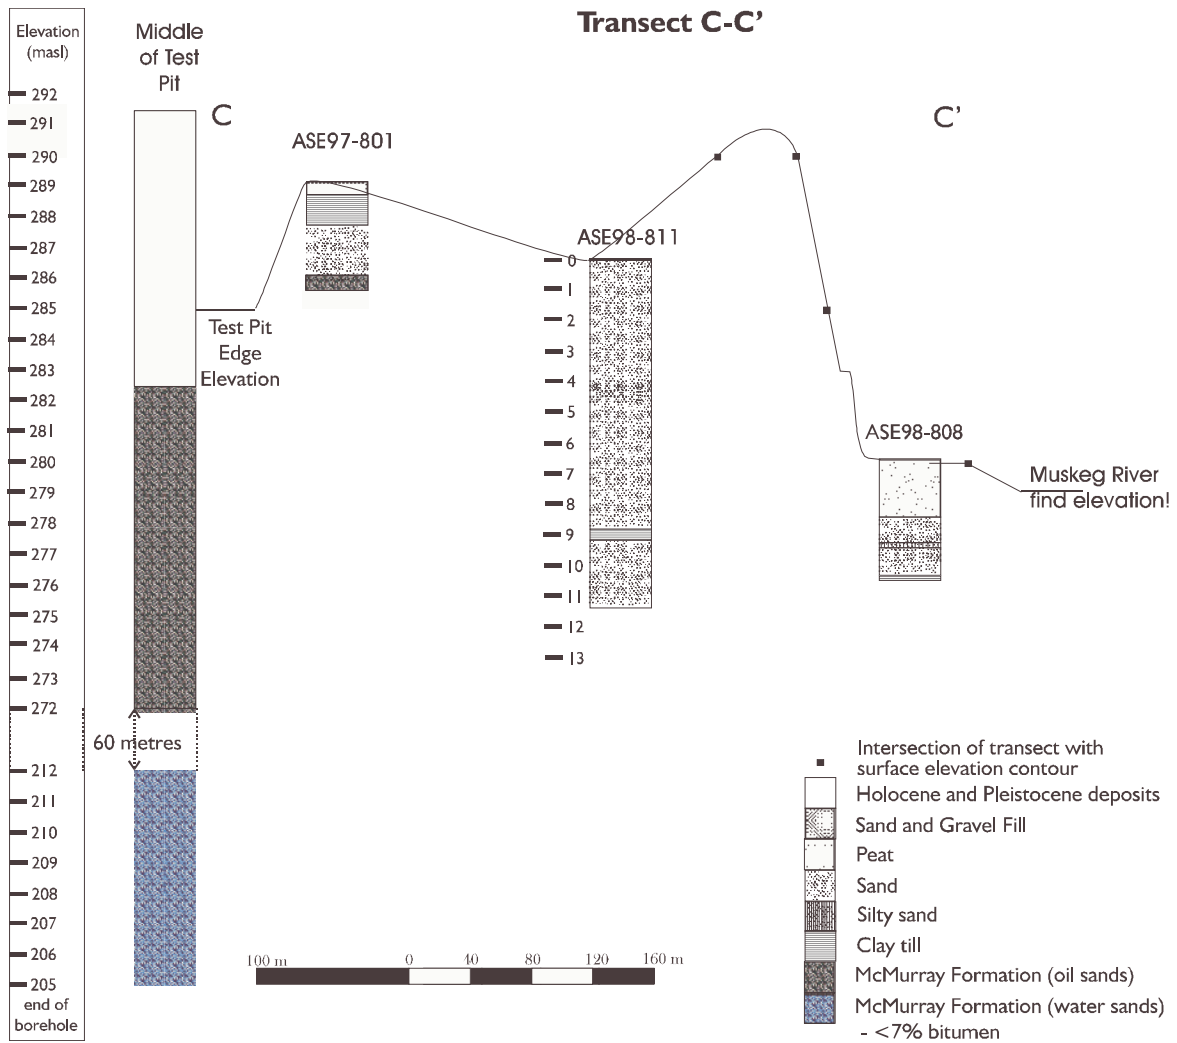 Transect C-C’
Elevation
(masl)
Middle
of Test
Pit
292
291
290
289
288
287
286
285
284
283
282
281
280
279
278
277
276
275
274
273
272
212
211
210
209
208
207
206
205
end of
borehole
C
C’
ASE97-801
Test Pit
Edge
Elevation
60 metres
ASE98-811
0
1
2
3
4
5
6
7
8
9
10
11
12
13
ASE98-808
Muskeg River
find elevation!
100 m 0 40 80 120 160 m
Intersection of transect with
surface elevation contour
Holocene and Pleistocene deposits
Sand and Gravel Fill
Peat
Sand
Silty sand
Clay till
McMurray Formation (oil sands)
McMurray Formation (water sands)
- <7% bitumen